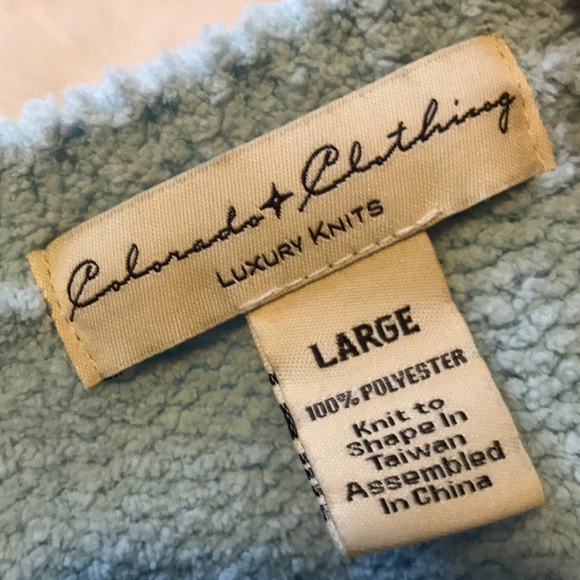 Colorado Clothing
LUXURY KNITS
LARGE
100% POLYESTER
Knit to
Shape In
Taiwan
Assembled
In China